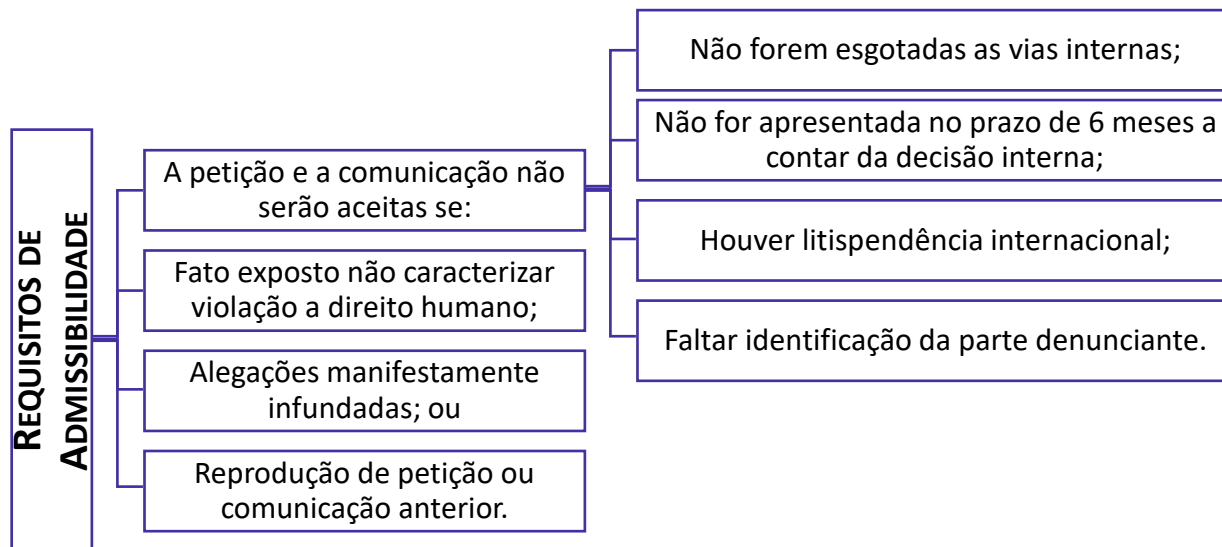 REQUISITOS DE
ADMISSIBILIDADE
A petição e a comunicação não
serão aceitas se:
Não forem esgotadas as vias internas;
Não for apresentada no prazo de 6 meses a
contar da decisão interna;
Houver litispendência internacional;
Faltar identificação da parte denunciante.
Fato exposto não caracterizar
violação a direito humano;
Alegações manifestamente
infundadas; ou
Reprodução de petição ou
comunicação anterior.